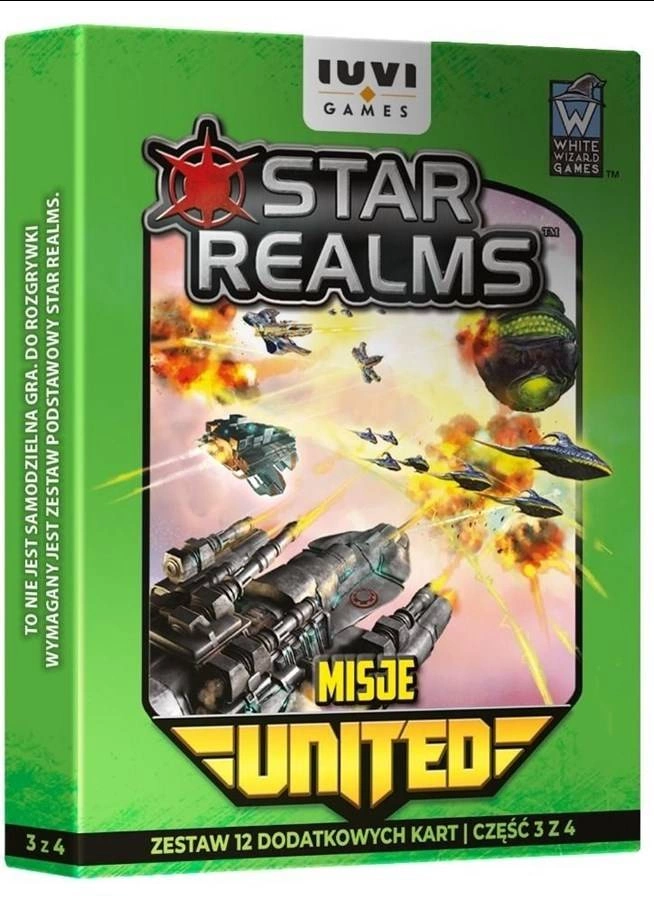 IUVI
GAMES
W
WHITE
WIZARD
GAMES
TM
STAR
REALMS
TM
MISJE
UNITED
ZESTAW 12 DODATKOWYCH KART | CZĘŚĆ 3 Z 4
TO NIE JEST SAMODZIELNA GRA. DO ROZGRYWKI
WYMAGANY JEST ZESTAW PODSTAWOWY STAR REALMS.
3 z 4